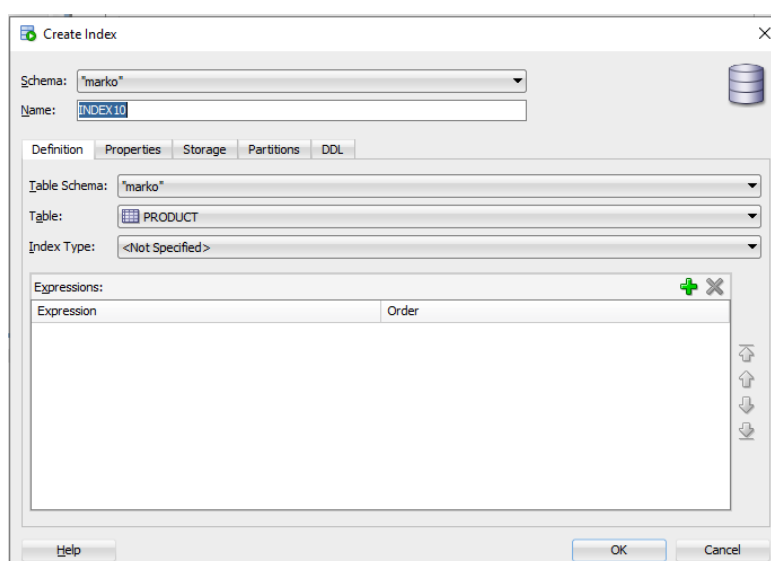 Create Index
Schema: "marko"
Name: INDEX10
Definition Properties Storage Partitions DDL
Table Schema: "marko"
Table: PRODUCT
Index Type: <Not Specified>
Expressions:
Expression Order
Help OK Cancel